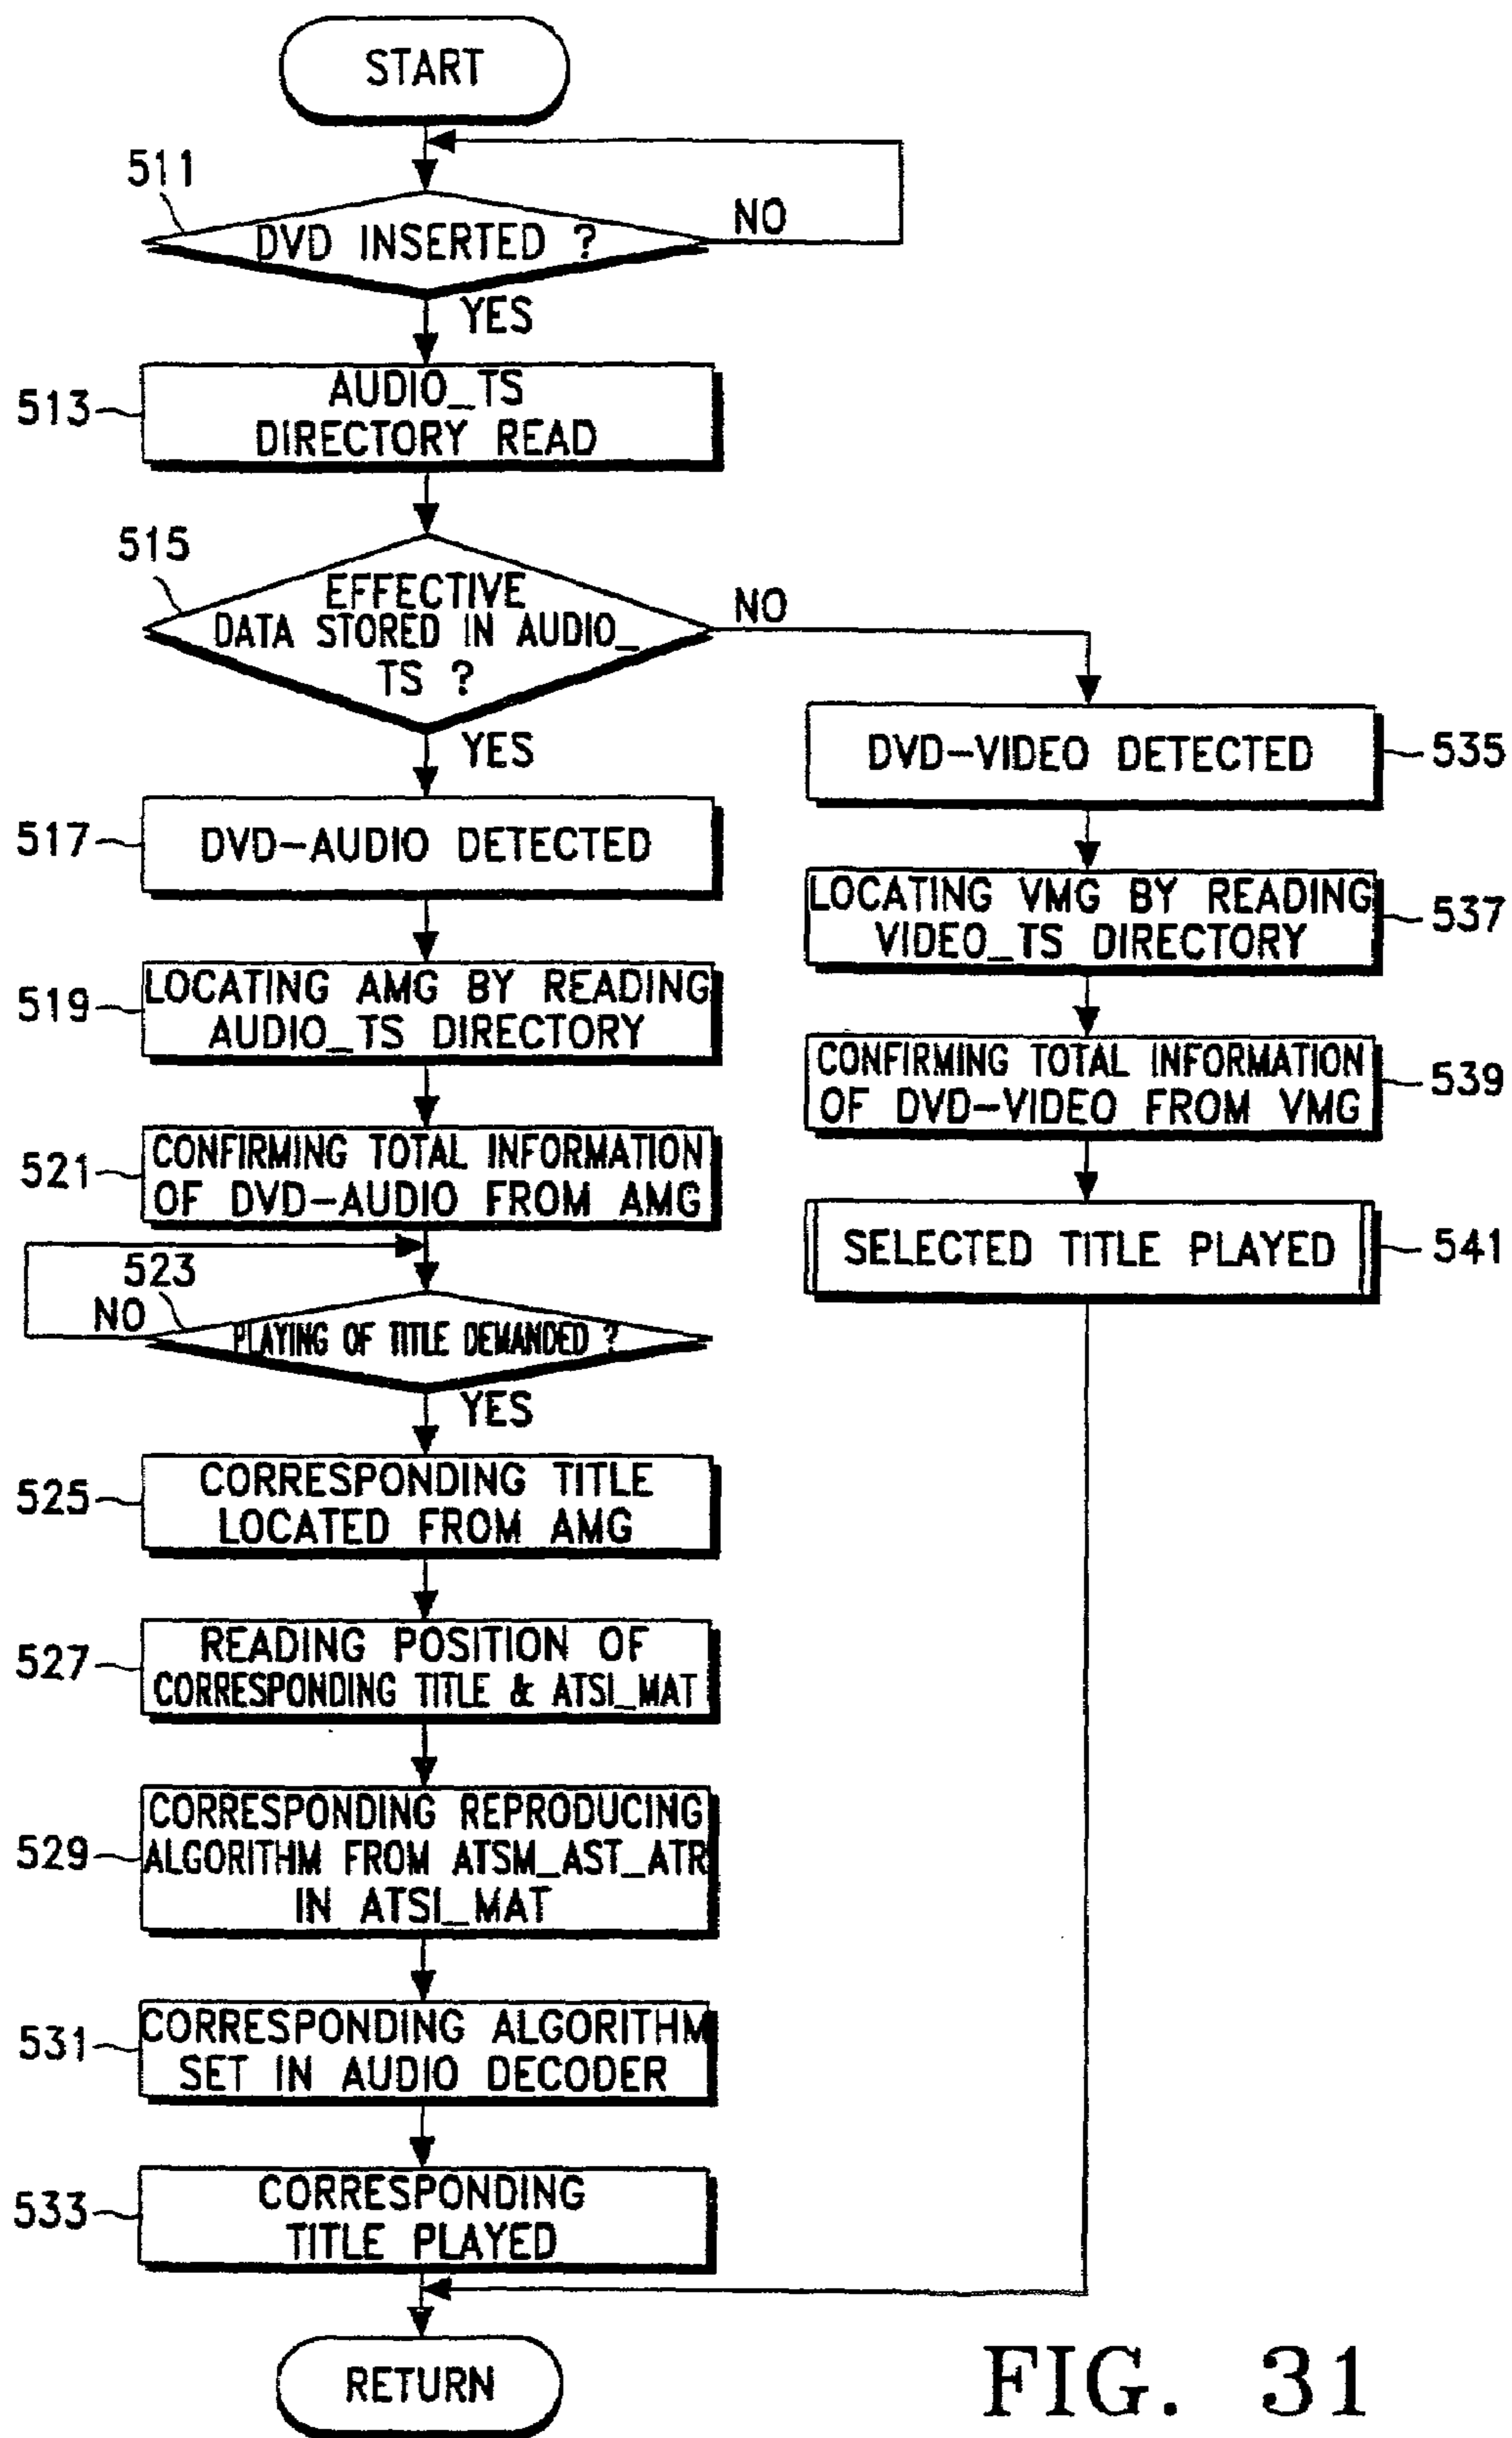 START
511
DVD INSERTED ?
NO
YES
513
AUDIO_TS
DIRECTORY READ
515
EFFECTIVE
DATA STORED IN AUDIO_
TS ?
NO
YES
517
DVD-AUDIO DETECTED
519
LOCATING AMG BY READING
AUDIO_TS DIRECTORY
521
CONFIRMING TOTAL INFORMATION
OF DVD-AUDIO FROM AMG
523
NO
PLAYING OF TITLE DEMANDED ?
YES
525
CORRESPONDING TITLE
LOCATED FROM AMG
527
READING POSITION OF
CORRESPONDING TITLE & ATSI_MAT
529
CORRESPONDING REPRODUCING
ALGORITHM FROM ATSM_AST_ATR
IN ATSI_MAT
531
CORRESPONDING ALGORITHM
SET IN AUDIO DECODER
533
CORRESPONDING
TITLE PLAYED
RETURN
DVD-VIDEO DETECTED
535
LOCATING VMG BY READING
VIDEO_TS DIRECTORY
537
CONFIRMING TOTAL INFORMATION
OF DVD-VIDEO FROM VMG
539
SELECTED TITLE PLAYED
541
FIG. 31